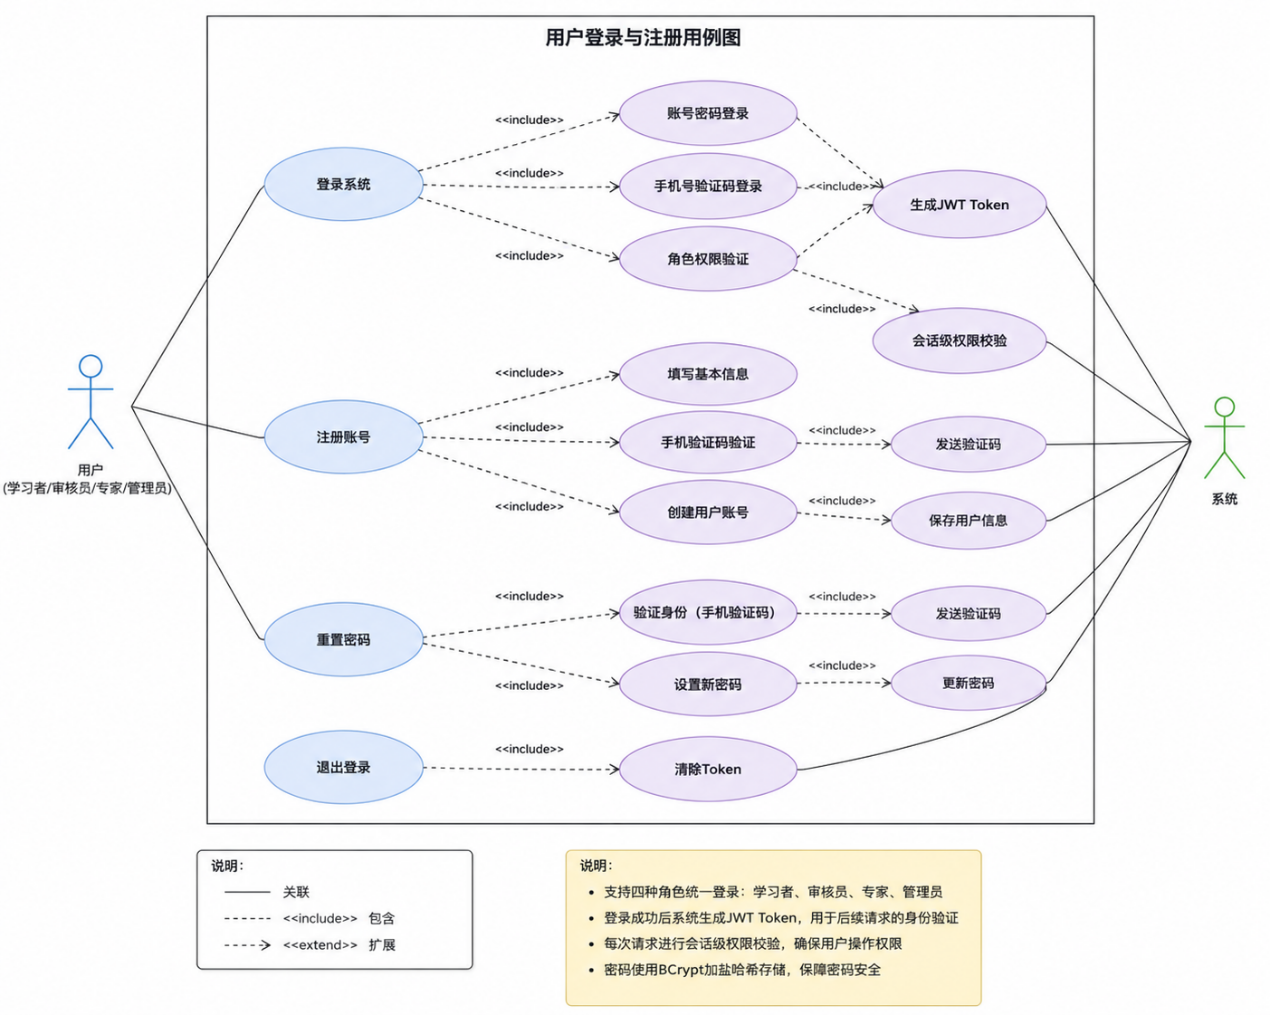 用户登录与注册用例图
<<include>>
账号密码登录
登录系统
<<include>>
手机号验证码登录
<<include>>
生成JWT Token
<<include>>
角色权限验证
<<include>>
会话级权限校验
<<include>>
填写基本信息
注册账号
<<include>>
手机验证码验证
<<include>>
发送验证码
<<include>>
创建用户账号
<<include>>
保存用户信息
用户
(学习者/审核员/专家/管理员)
系统
<<include>>
验证身份（手机验证码）
<<include>>
发送验证码
重置密码
<<include>>
设置新密码
<<include>>
更新密码
退出登录
<<include>>
清除Token
说明：
关联
<<include>> 包含
<<extend>> 扩展
说明：
• 支持四种角色统一登录：学习者、审核员、专家、管理员
• 登录成功后系统生成JWT Token，用于后续请求的身份验证
• 每次请求进行会话级权限校验，确保用户操作权限
• 密码使用BCrypt加盐哈希存储，保障密码安全